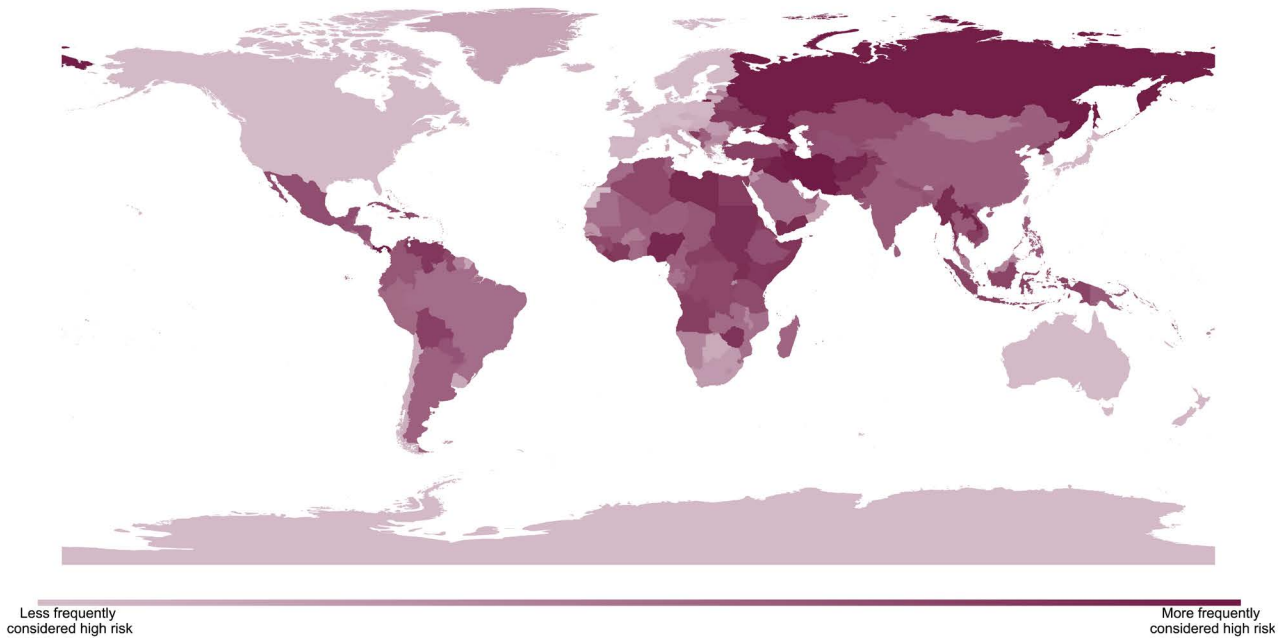 Less frequently
considered high risk
More frequently
considered high risk